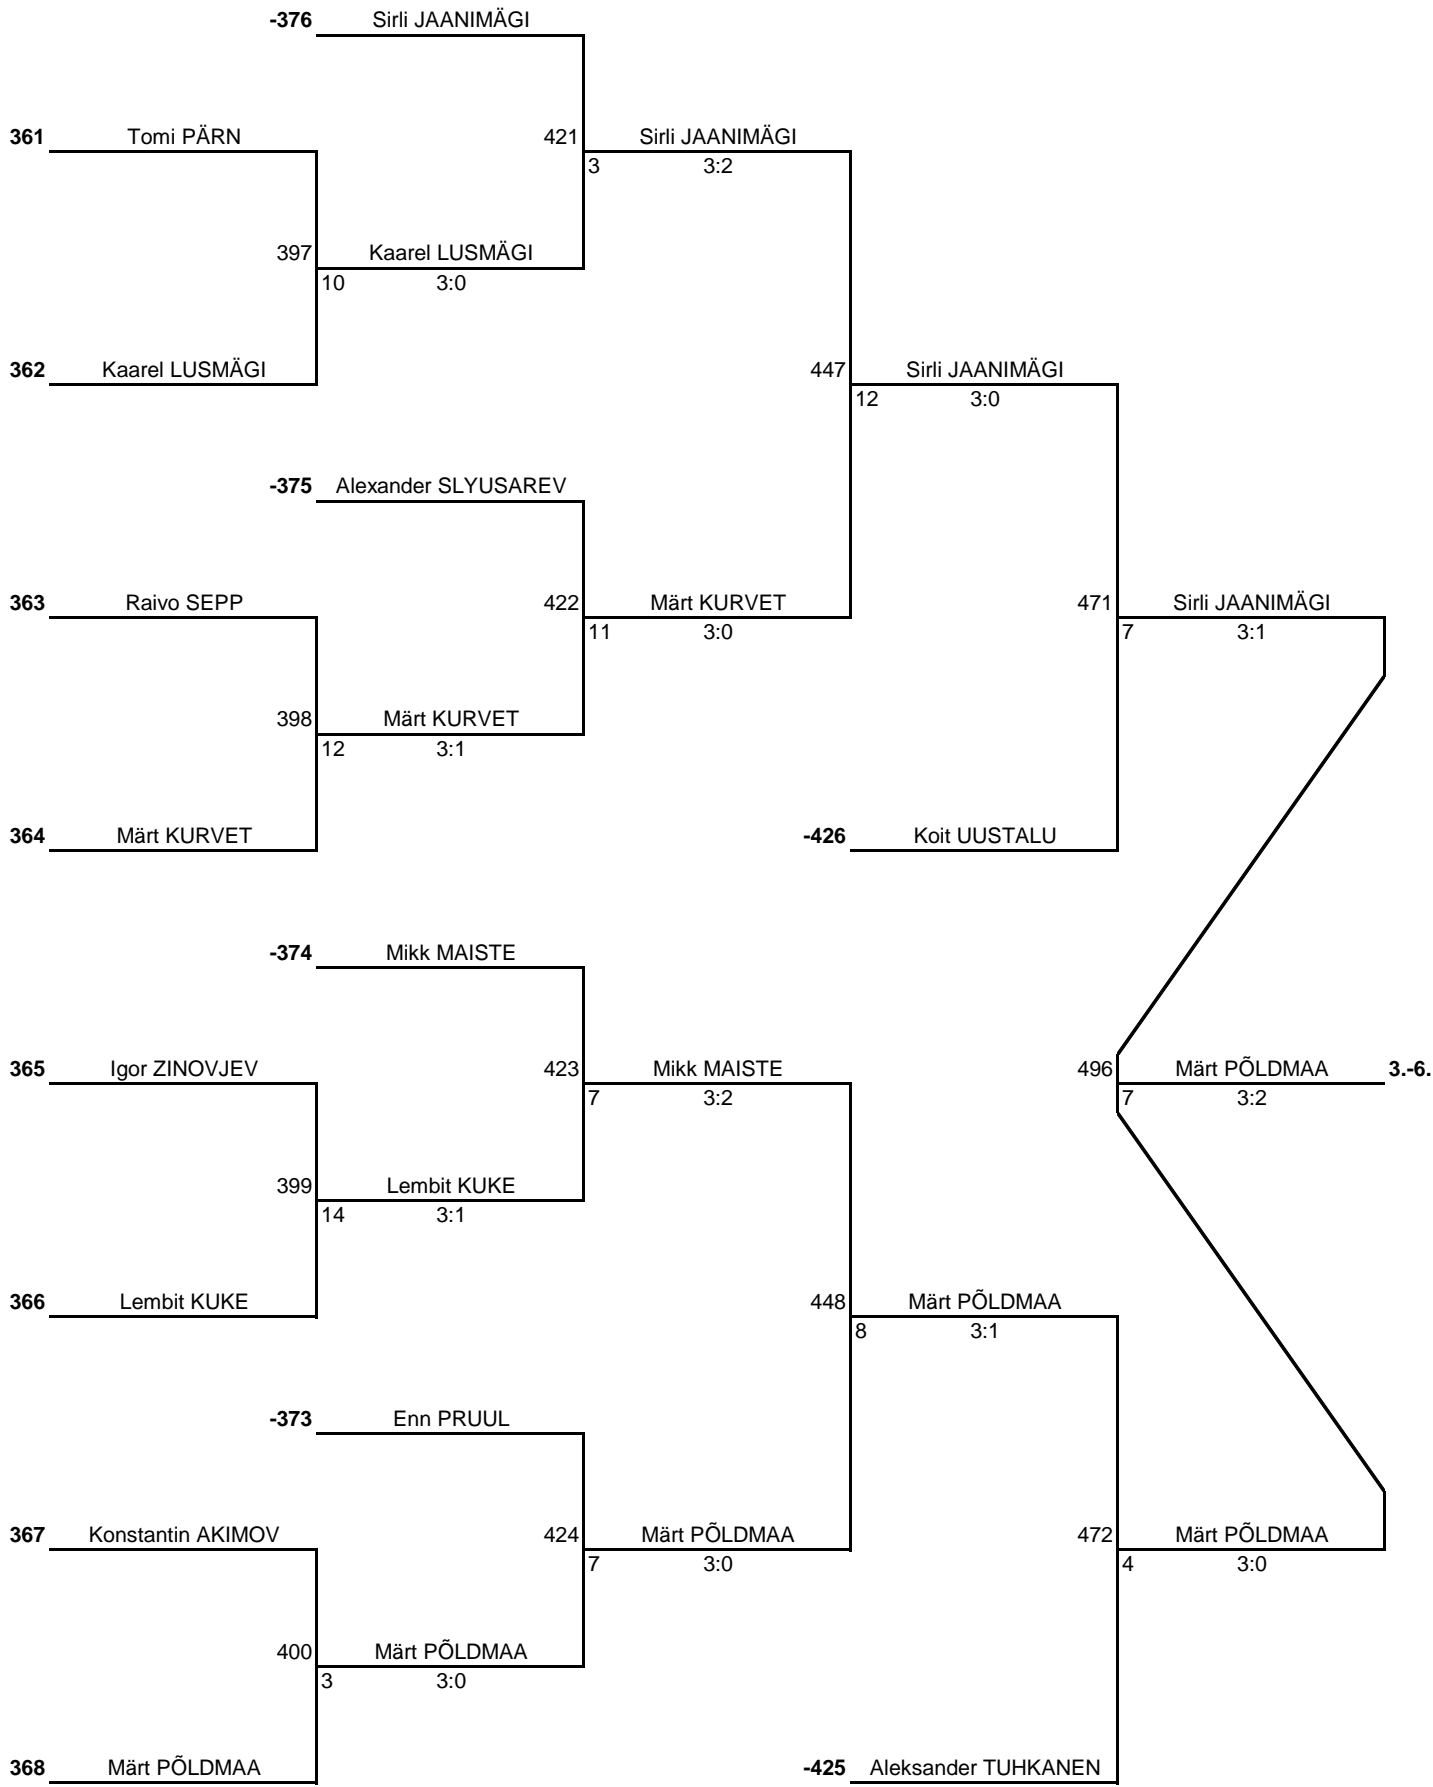 -376 Sirli JAANIMÄGI
361 Tomi PÄRN 421 Sirli JAANIMÄGI
3 3:2
397 Kaarel LUSMÄGI
10 3:0
362 Kaarel LUSMÄGI 447 Sirli JAANIMÄGI
12 3:0
-375 Alexander SLYUSAREV
363 Raivo SEPP 422 Märt KURVET 471 Sirli JAANIMÄGI
11 3:0 7 3:1
398 Märt KURVET
12 3:1
364 Märt KURVET -426 Koit UUSTALU
-374 Mikk MAISTE
365 Igor ZINOVJEV 423 Mikk MAISTE 496 Märt PÕLDMAA 3.-6.
7 3:2 7 3:2
399 Lembit KUKE
14 3:1
366 Lembit KUKE 448 Märt PÕLDMAA
8 3:1
-373 Enn PRUUL
367 Konstantin AKIMOV 424 Märt PÕLDMAA 472 Märt PÕLDMAA
7 3:0 4 3:0
400 Märt PÕLDMAA
3 3:0
368 Märt PÕLDMAA -425 Aleksander TUHKANEN